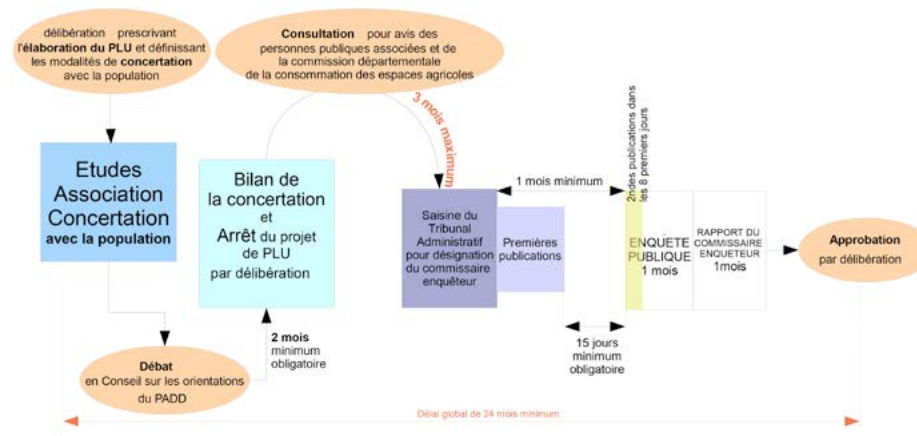 délibération prescrivant
l'élaboration du PLU et définissant
les modalités de concertation
avec la population
Consultation pour avis des
personnes publiques associées et de
la commission départementale
de la consommation des espaces agricoles
3 mois maximum
Etudes
Association
Concertation
avec la population
Bilan de
la concertation
et
Arrêt du projet
de PLU
par délibération
Saisine du
Tribunal
Administratif
pour désignation
du commissaire
enquêteur
Premières
publications
1 mois minimum
2ndes publications dans
les 8 premiers jours
ENQUÊTE
PUBLIQUE
1 mois
RAPPORT DU
COMMISSAIRE
ENQUETEUR
1mois
Approbation
par délibération
2 mois
minimum
obligatoire
15 jours
minimum
obligatoire
Débat
en Conseil sur les orientations
du PADD
Délai global de 24 mois minimum